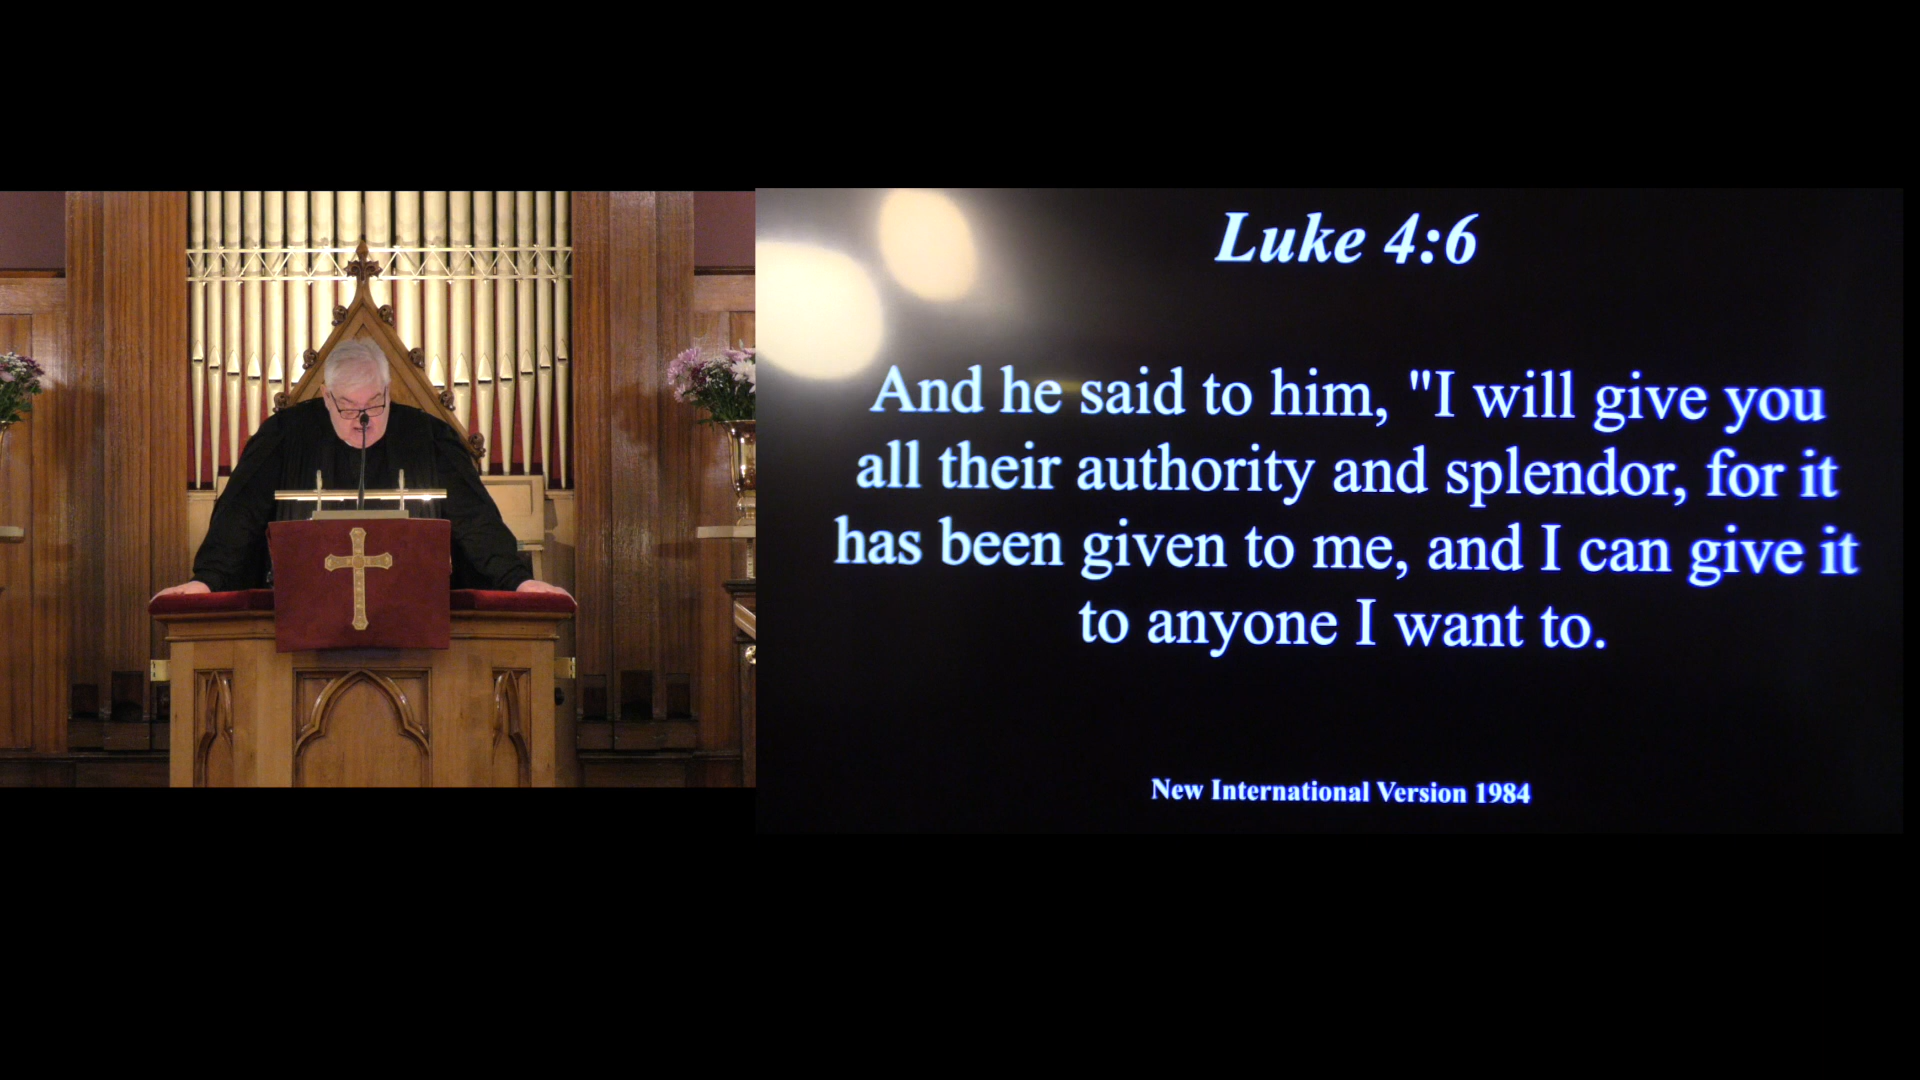 Luke 4:6
And he said to him, "I will give you
all their authority and splendor, for it
has been given to me, and I can give it
to anyone I want to.
New International Version 1984